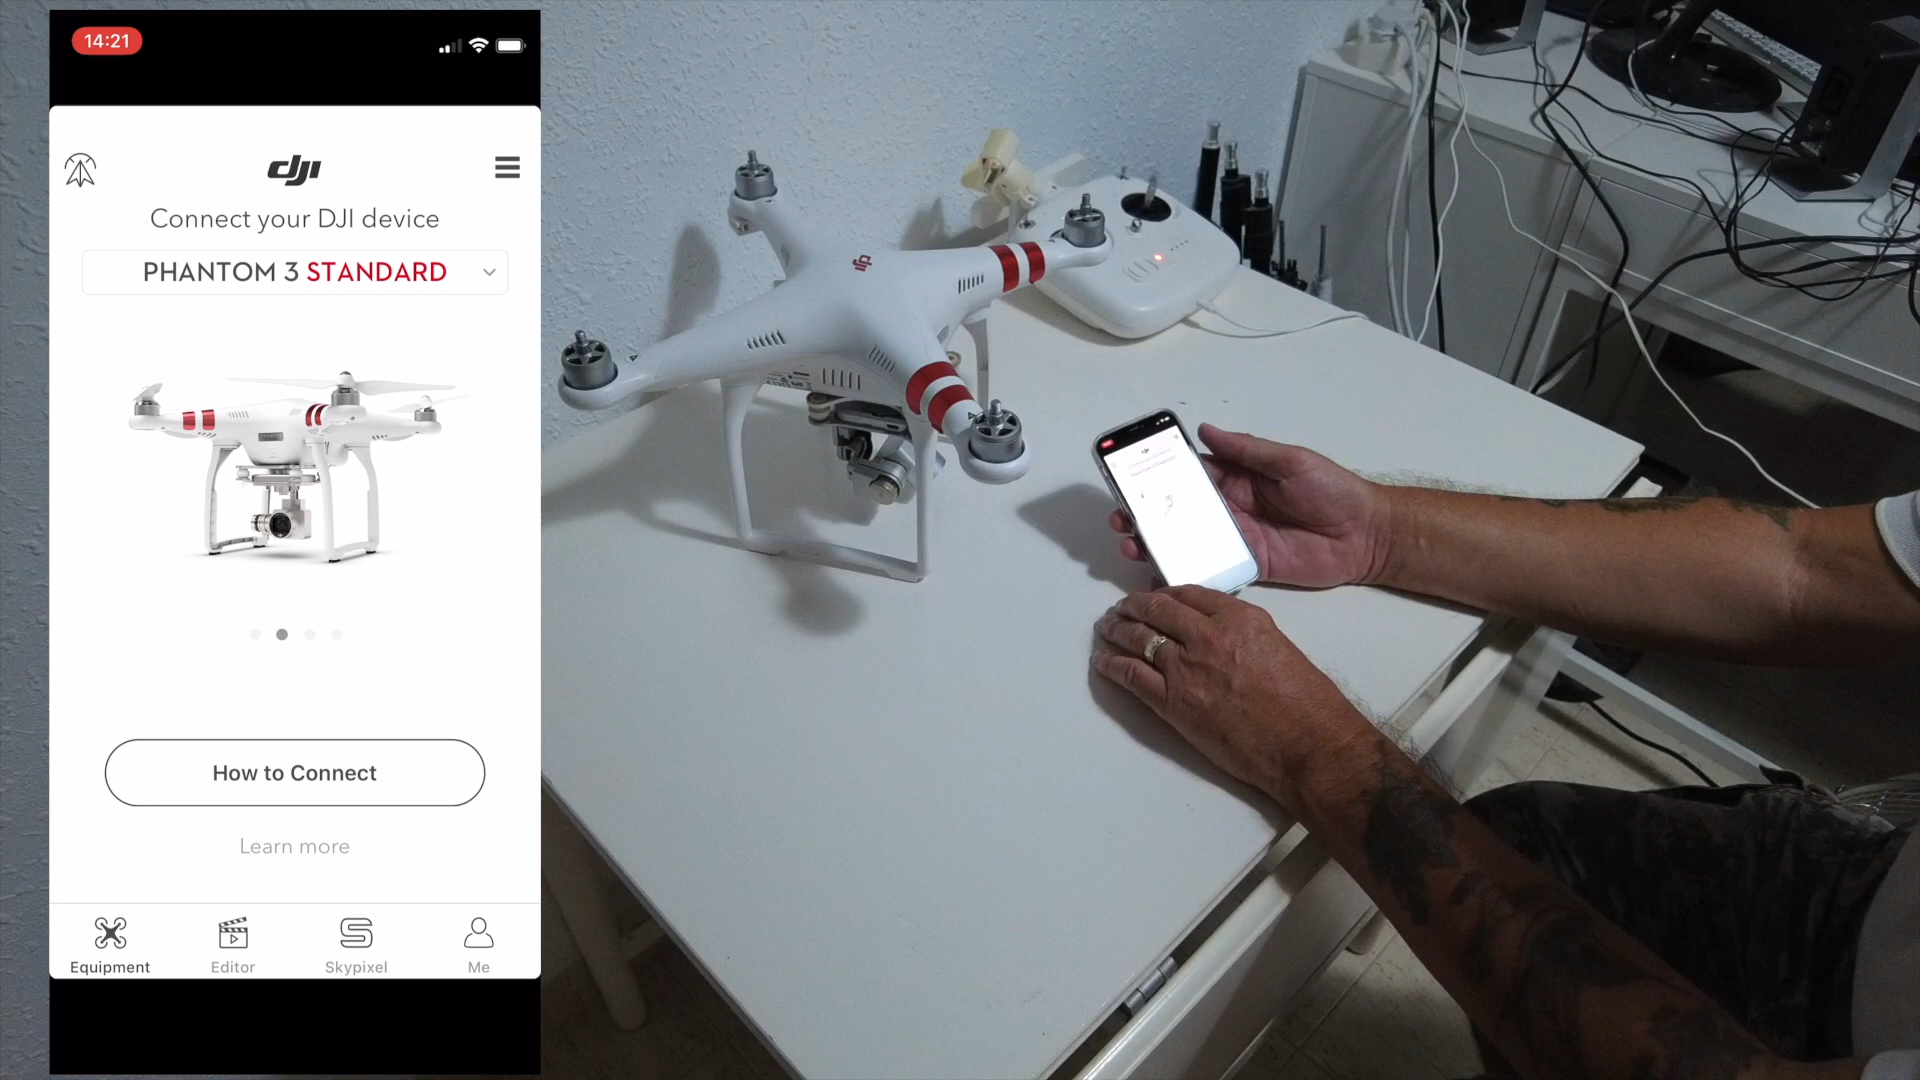 14:21
dji
Connect your DJI device
PHANTOM 3 STANDARD
How to Connect
Learn more
Equipment
Editor
Skypixel
Me
dji